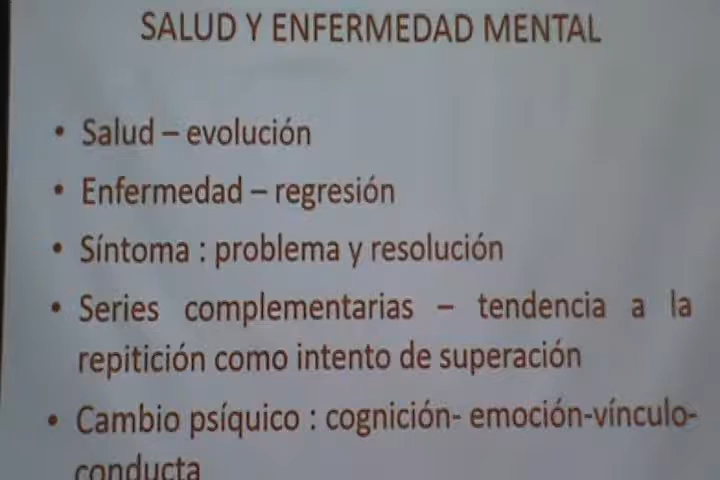 SALUD Y ENFERMEDAD MENTAL
• Salud – evolución
• Enfermedad – regresión
• Síntoma : problema y resolución
• Series complementarias – tendencia a la
repitición como intento de superación
• Cambio psíquico : cognición- emoción-vínculo-
conducta